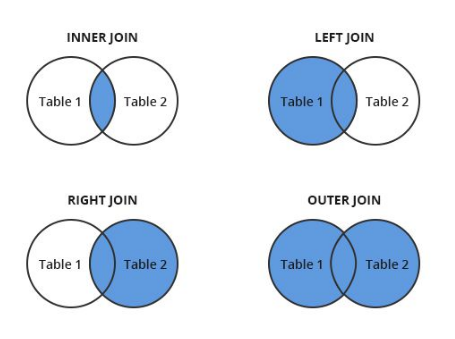 INNER JOIN
Table 1
Table 2
LEFT JOIN
Table 1
Table 2
RIGHT JOIN
Table 1
Table 2
OUTER JOIN
Table 1
Table 2